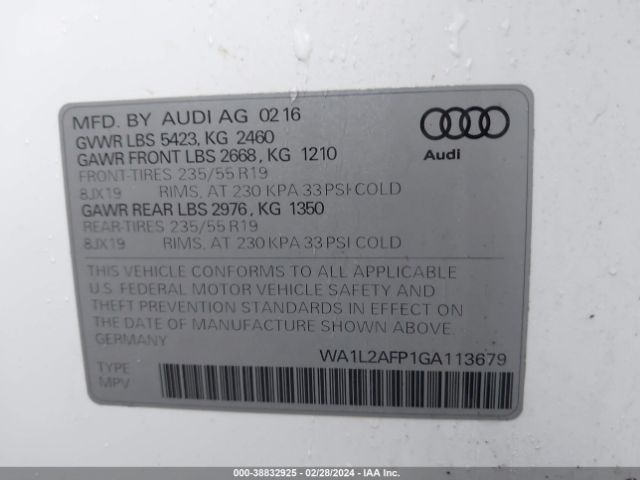 MFD. BY AUDI AG 0216
GVWR LBS 5423, KG 2460
GAWR FRONT LBS 2668, KG 1210
FRONT-TIRES 235/55 R19
8JX19 RIMS, AT 230 KPA 33 PSI COLD
GAWR REAR LBS 2976, KG 1350
REAR-TIRES 235/55 R19
8JX19 RIMS, AT 230 KPA 33 PSI COLD
Audi
THIS VEHICLE CONFORMS TO ALL APPLICABLE
U.S. FEDERAL MOTOR VEHICLE SAFETY AND
THEFT PREVENTION STANDARDS IN EFFECT ON
THE DATE OF MANUFACTURE SHOWN ABOVE.
GERMANY
WA1L2AFP1GA113679
TYPE
MPV
000-38832925 - 02/28/2024 - IAA Inc.